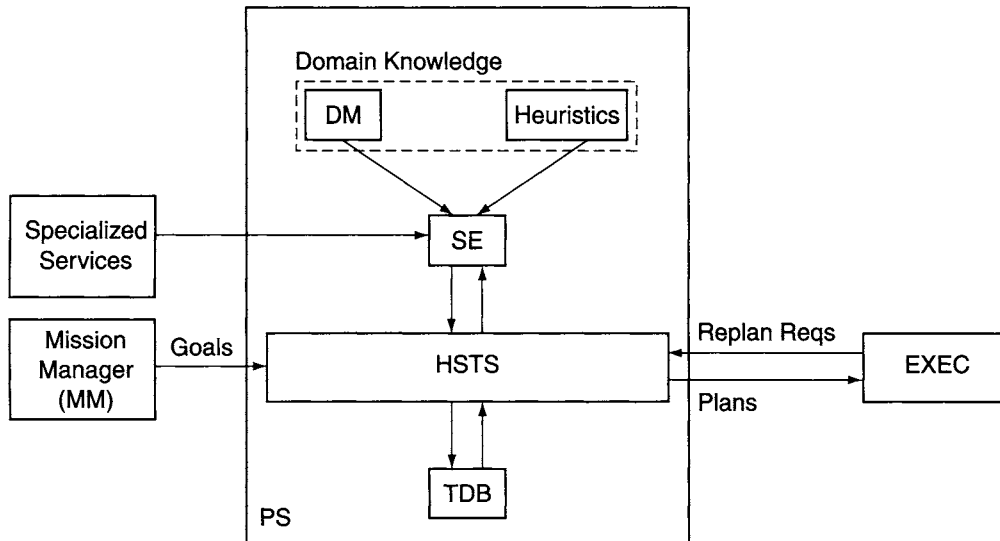 Domain Knowledge
DM
Heuristics
Specialized
Services
SE
Mission
Manager
(MM)
Goals
HSTS
Replan Reqs
Plans
EXEC
TDB
PS